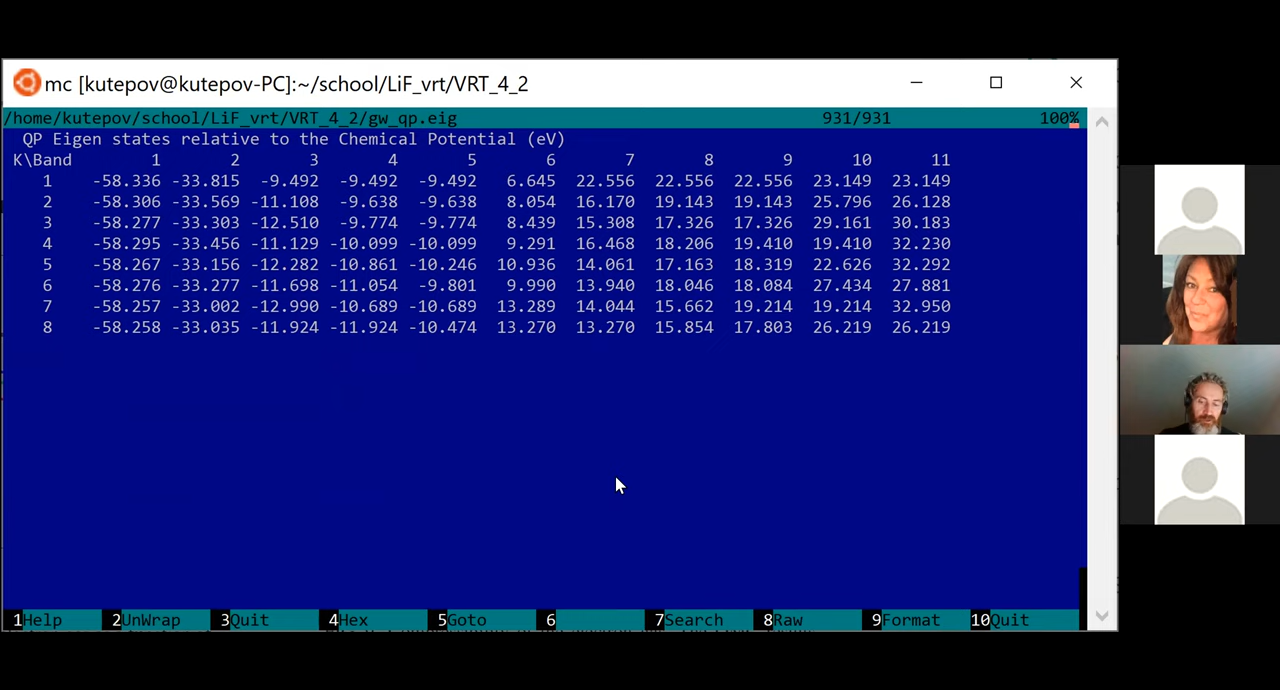 mc [kutepov@kutepov-PC]:~/school/LiF_vrt/VRT_4_2
/home/kutepov/school/LiF_vrt/VRT_4_2/gw_qp.eig 931/931 100%
QP Eigen states relative to the Chemical Potential (eV)
K\Band 1 2 3 4 5 6 7 8 9 10 11
1 -58.336 -33.815 -9.492 -9.492 -9.492 6.645 22.556 22.556 22.556 23.149 23.149
2 -58.306 -33.569 -11.108 -9.638 -9.638 8.054 16.170 19.143 19.143 25.796 26.128
3 -58.277 -33.303 -12.510 -9.774 -9.774 8.439 15.308 17.326 17.326 29.161 30.183
4 -58.295 -33.456 -11.129 -10.099 -10.099 9.291 16.468 18.206 19.410 19.410 32.230
5 -58.267 -33.156 -12.282 -10.861 -10.246 10.936 14.061 17.163 18.319 22.626 32.292
6 -58.276 -33.277 -11.698 -11.054 -9.801 9.990 13.940 18.046 18.084 27.434 27.881
7 -58.257 -33.002 -12.990 -10.689 -10.689 13.289 14.044 15.662 19.214 19.214 32.950
8 -58.258 -33.035 -11.924 -11.924 -10.474 13.270 13.270 15.854 17.803 26.219 26.219
1Help 2UnWrap 3Quit 4Hex 5Goto 6 7Search 8Raw 9Format 10Quit